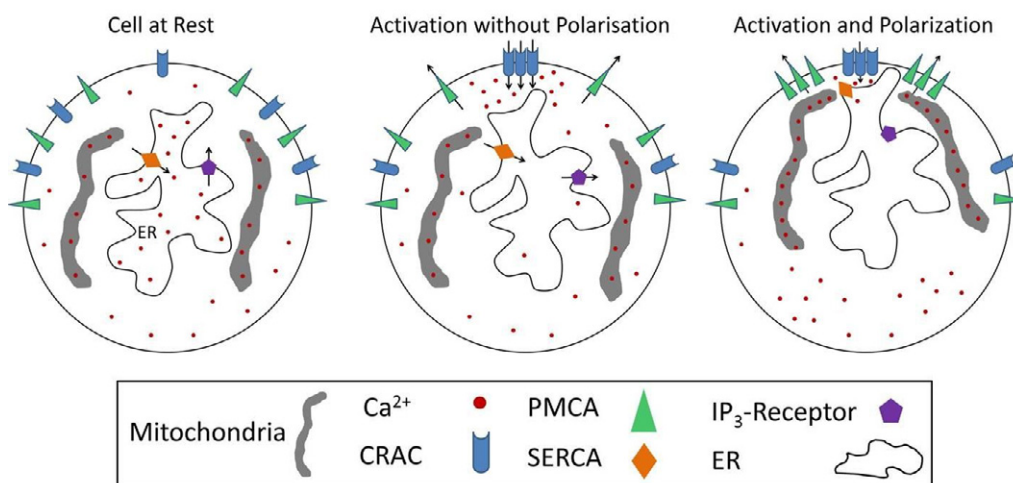 Cell at Rest
Activation without Polarisation
Activation and Polarization
ER
Mitochondria
Ca²⁺
PMCA
IP₃-Receptor
CRAC
SERCA
ER